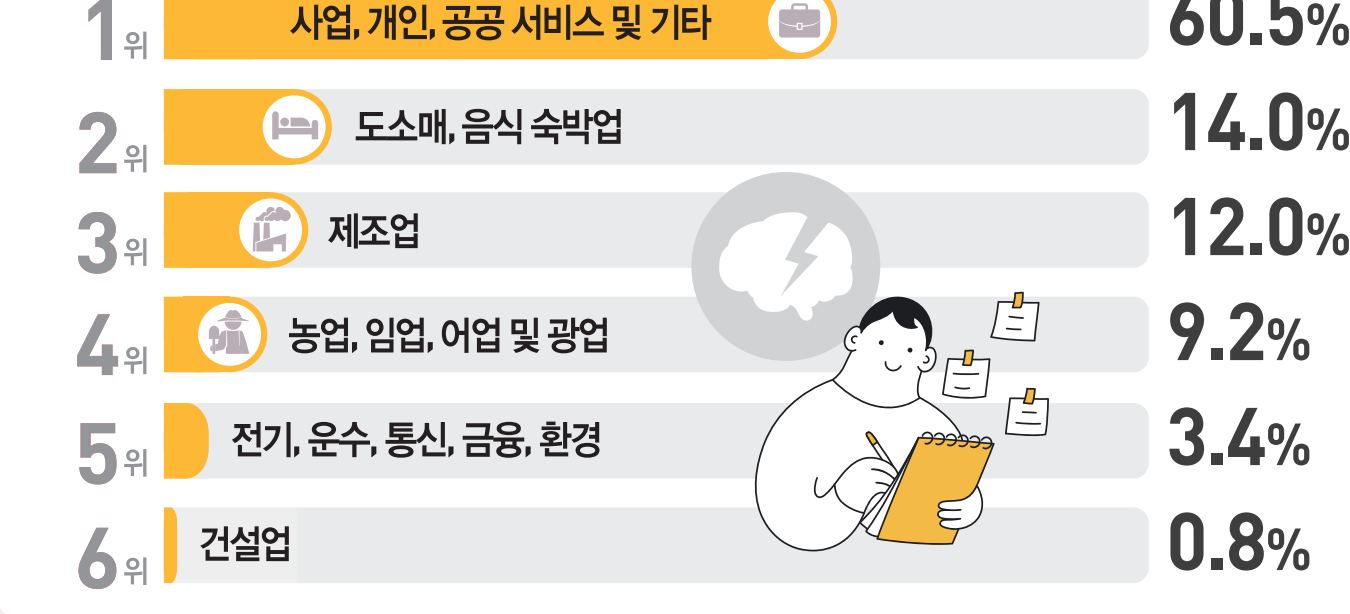 1위 사업, 개인, 공공 서비스 및 기타 60.5%
2위 도소매, 음식 숙박업 14.0%
3위 제조업 12.0%
4위 농업, 임업, 어업 및 광업 9.2%
5위 전기, 운수, 통신, 금융, 환경 3.4%
6위 건설업 0.8%